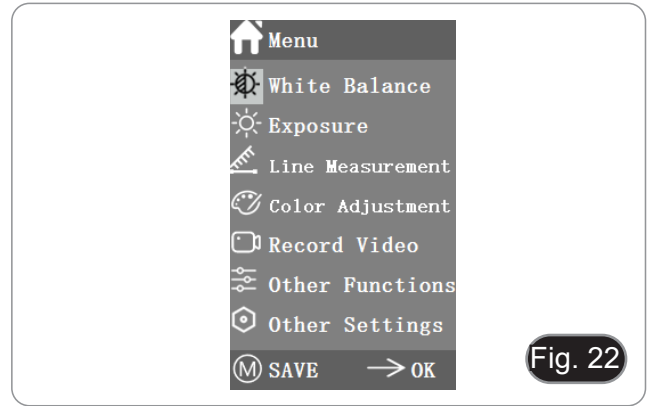 Menu
White Balance
Exposure
Line Measurement
Color Adjustment
Record Video
Other Functions
Other Settings
M SAVE → OK
Fig. 22